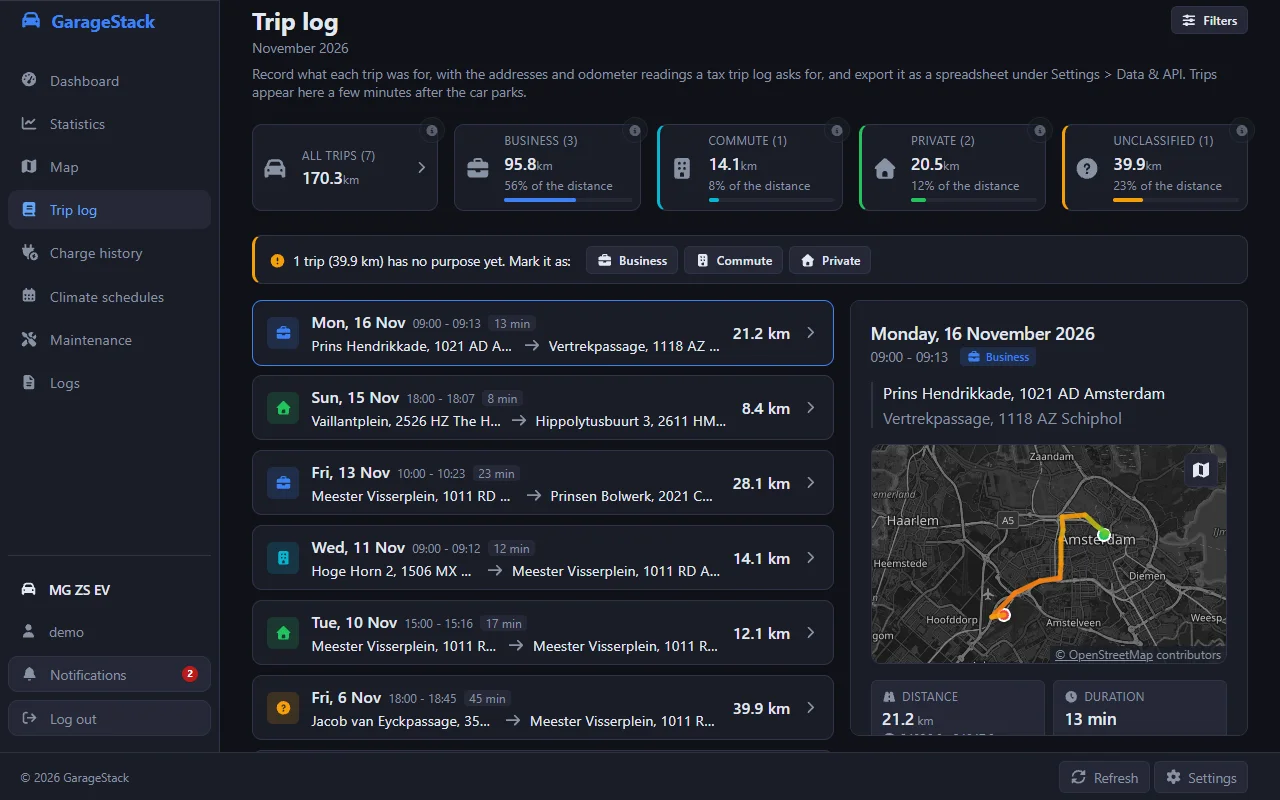 GarageStack
Dashboard
Statistics
Map
Trip log
Charge history
Climate schedules
Maintenance
Logs
MG ZS EV
demo
Notifications 2
Log out
Trip log
November 2026
Filters
Record what each trip was for, with the addresses and odometer readings a tax trip log asks for, and export it as a spreadsheet under Settings > Data & API. Trips
appear here a few minutes after the car parks.
ALL TRIPS (7)
170.3km
BUSINESS (3)
95.8km
56% of the distance
COMMUTE (1)
14.1km
8% of the distance
PRIVATE (2)
20.5km
12% of the distance
UNCLASSIFIED (1)
39.9km
23% of the distance
1 trip (39.9 km) has no purpose yet. Mark it as: Business Commute Private
Mon, 16 Nov 09:00 - 09:13 13 min
Prins Hendrikkade, 1021 AD A... → Vertrekpassage, 1118 AZ ...
21.2 km
Sun, 15 Nov 18:00 - 18:07 8 min
Vaillantplein, 2526 HZ The H... → Hippolytusbuurt 3, 2611 HM...
8.4 km
Fri, 13 Nov 10:00 - 10:23 23 min
Meester Visserplein, 1011 RD ... → Prinsen Bolwerk, 2021 C...
28.1 km
Wed, 11 Nov 09:00 - 09:12 12 min
Hoge Horn 2, 1506 MX ... → Meester Visserplein, 1011 RD A...
14.1 km
Tue, 10 Nov 15:00 - 15:16 17 min
Meester Visserplein, 1011 R... → Meester Visserplein, 1011 R...
12.1 km
Fri, 6 Nov 18:00 - 18:45 45 min
Jacob van Eyckpassage, 35... → Meester Visserplein, 1011 R...
39.9 km
Monday, 16 November 2026
09:00 - 09:13 Business
Prins Hendrikkade, 1021 AD Amsterdam
Vertrekpassage, 1118 AZ Schiphol
Zaandam
emerland
Haarlem
A5
Amsterdam
Heemstede
Diemen
Hoofddorp
Amstelveen
Weesp
gom
© OpenStreetMap contributors
DISTANCE
21.2 km
DURATION
13 min
© 2026 GarageStack
Refresh
Settings